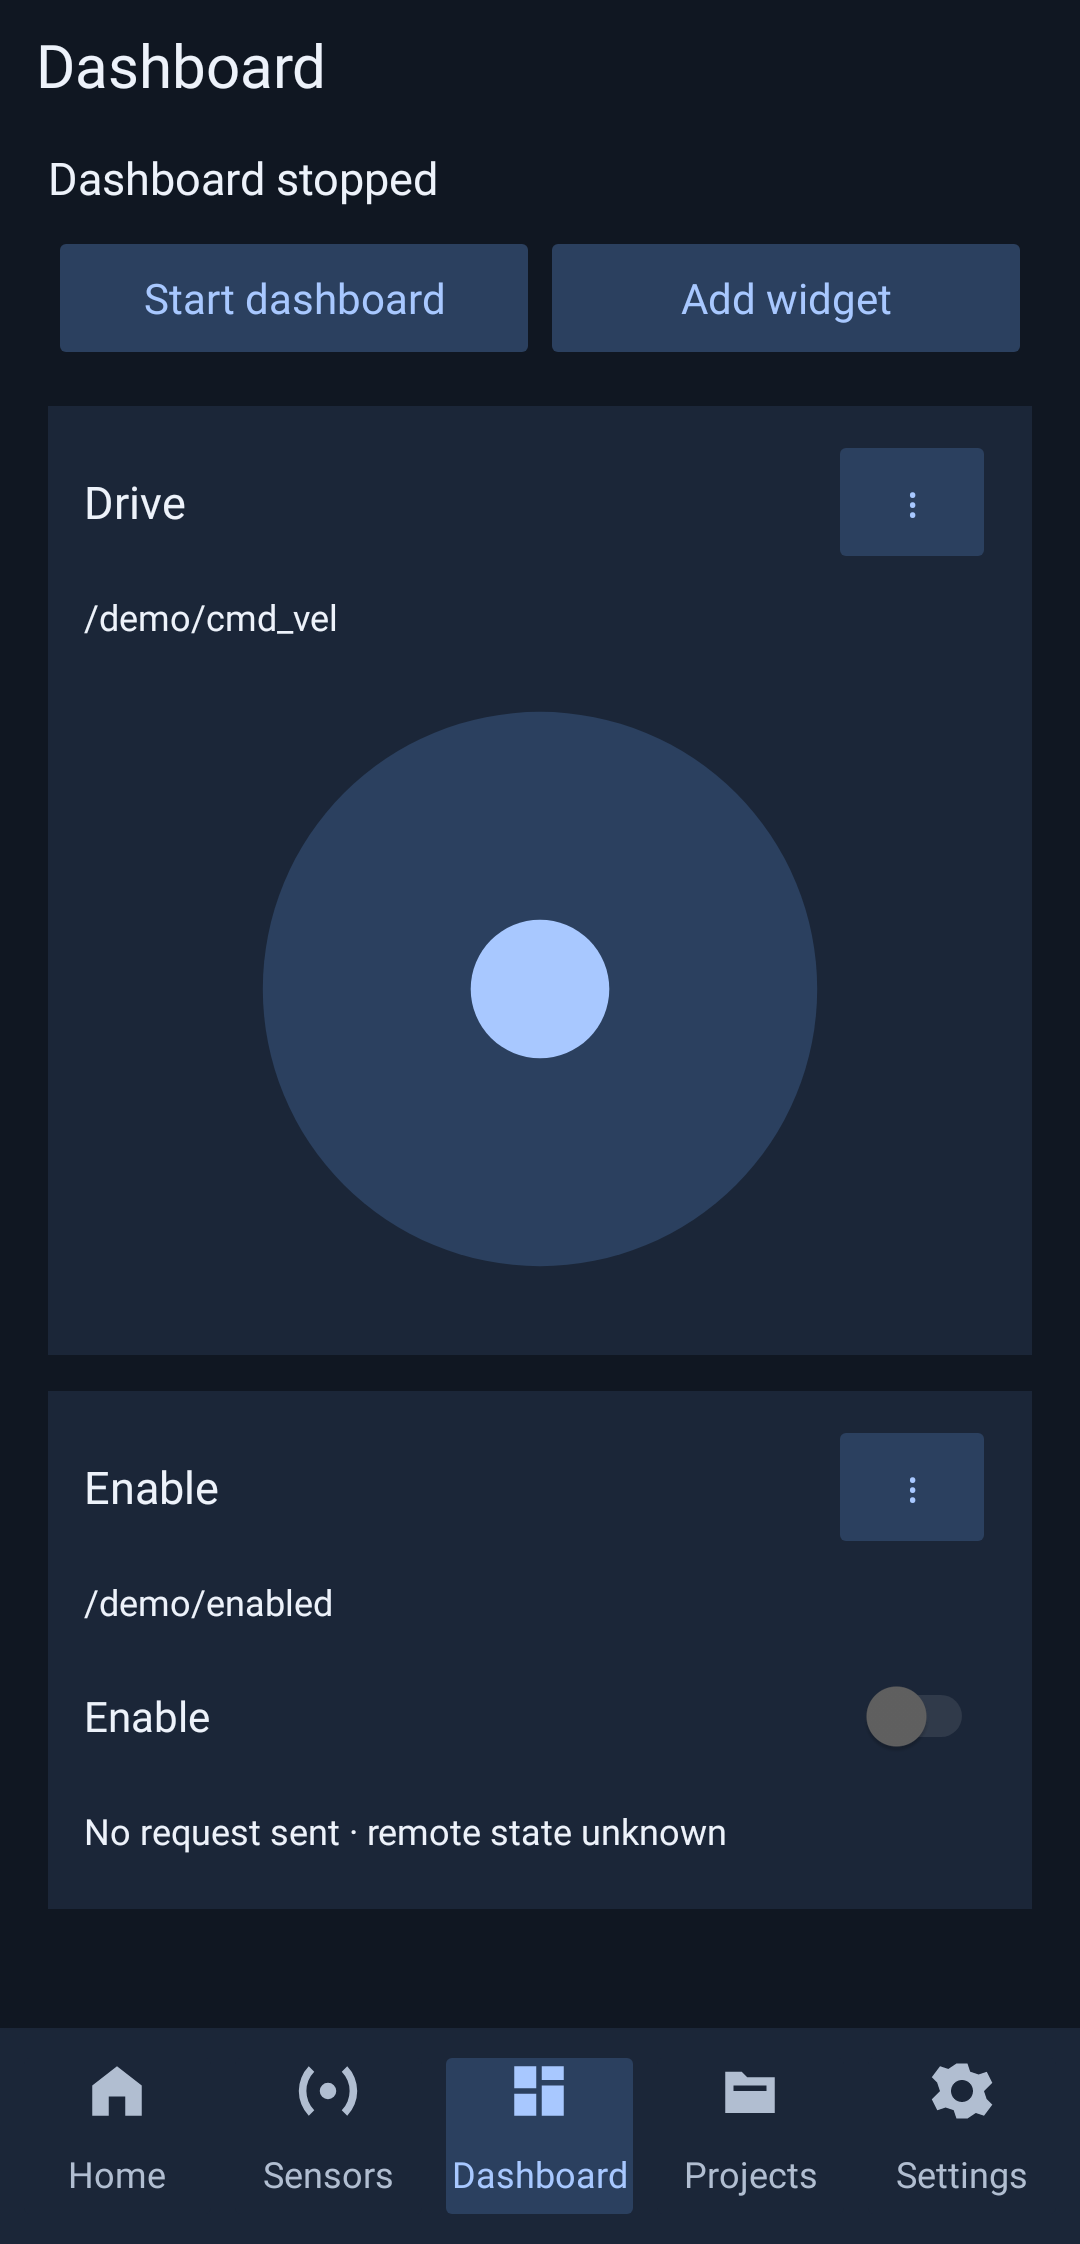 Dashboard
Dashboard stopped
Start dashboard
Add widget
Drive
/demo/cmd_vel
Enable
/demo/enabled
Enable
No request sent · remote state unknown
Home
Sensors
Dashboard
Projects
Settings